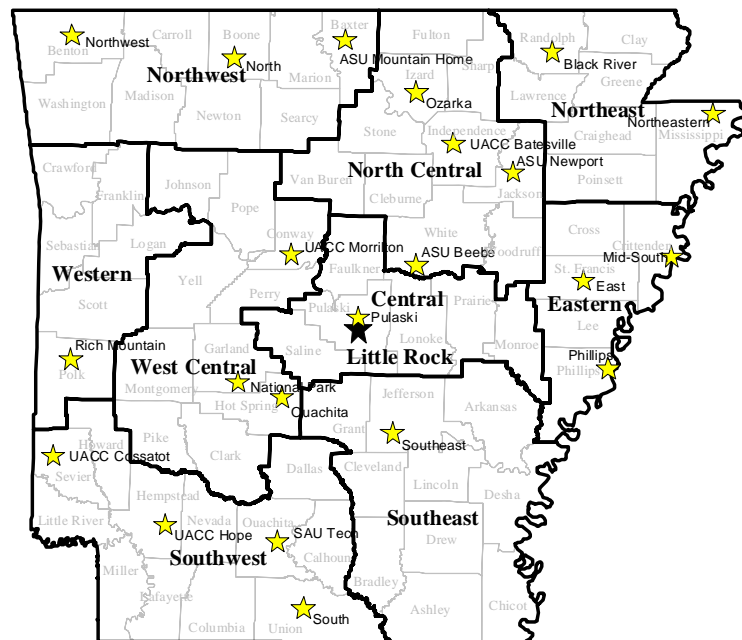 Baxter
Carroll
Boone
Fulton
Randolph
Clay
Northwest
Benton
North
ASU Mountain Home
Sharp
Black River
Northwest
Marion
Izard
Greene
Washington
Madison
Ozarka
Lawrence
Northeast
Newton
Searcy
Northeastern
Stone
Independence
Craighead
Mississippi
UACC Batesville
ASU Newport
Crawford
North Central
Van Buren
Johnson
Poinsett
Franklin
Cleburne
Jackson
Pope
Conway
White
Cross
Sebastian
Logan
UACC Morrilton
ASU Beebe
Woodruff
Crittenden
Mid-South
Western
Faulkner
St. Francis
Yell
East
Perry
Central
Prairie
Eastern
Scott
Pulaski
Pulaski
Lee
Rich Mountain
Garland
Saline
Little Rock
Lonoke
Monroe
Phillips
Polk
West Central
Phillips
Montgomery
National Park
Hot Spring
Ouachita
Jefferson
Arkansas
Grant
Howard
Pike
Southeast
UACC Cossatot
Clark
Dallas
Cleveland
Sevier
Lincoln
Hempstead
Desha
Little River
Nevada
Ouachita
Southeast
UACC Hope
SAU Tech
Drew
Southwest
Calhoun
Miller
Bradley
Lafayette
Ashley
Chicot
South
Columbia
Union